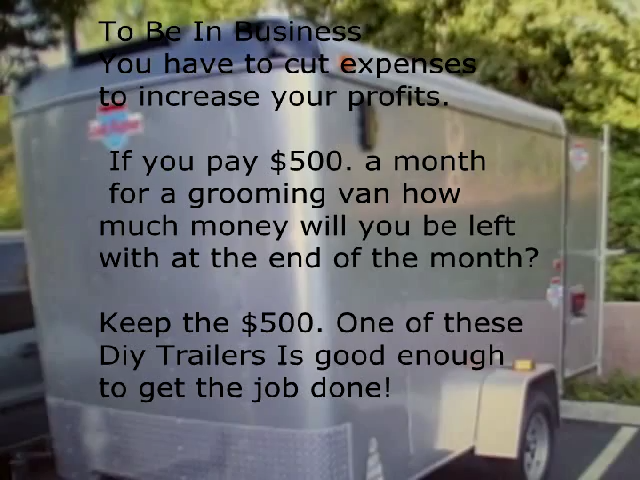 To Be In Business
You have to cut expenses
to increase your profits.
If you pay $500. a month
for a grooming van how
much money will you be left
with at the end of the month?
Keep the $500. One of these
Diy Trailers Is good enough
to get the job done!